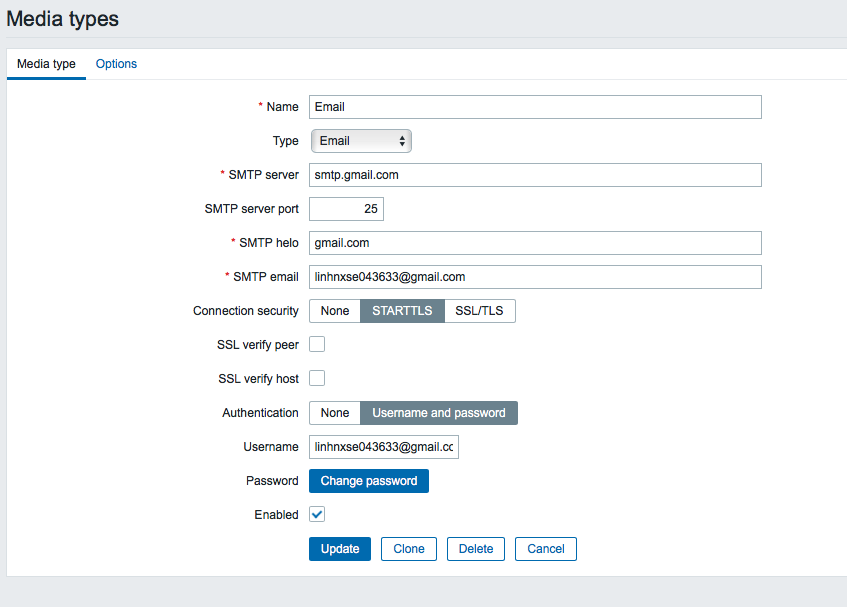 Media types
Media type Options
* Name Email
Type Email
* SMTP server smtp.gmail.com
SMTP server port 25
* SMTP helo gmail.com
* SMTP email linhnxse043633@gmail.com
Connection security None STARTTLS SSL/TLS
SSL verify peer
SSL verify host
Authentication None Username and password
Username linhnxse043633@gmail.cc
Password Change password
Enabled
Update Clone Delete Cancel